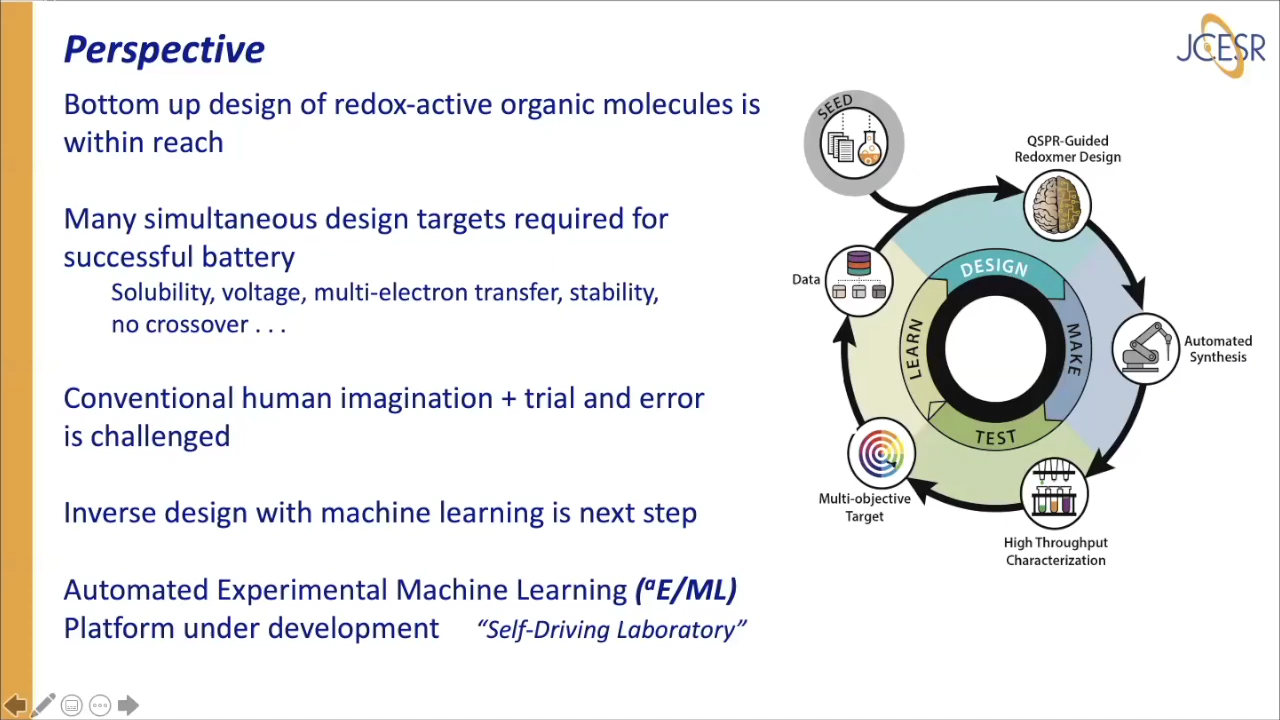 Perspective
JCESR
Bottom up design of redox-active organic molecules is
within reach
Many simultaneous design targets required for
successful battery
Solubility, voltage, multi-electron transfer, stability,
no crossover . . .
Conventional human imagination + trial and error
is challenged
Inverse design with machine learning is next step
Automated Experimental Machine Learning (ᵃE/ML)
Platform under development “Self-Driving Laboratory”
SEED
QSPR-Guided
Redoxmer Design
DESIGN
MAKE
Automated
Synthesis
TEST
High Throughput
Characterization
Multi-objective
Target
LEARN
Data